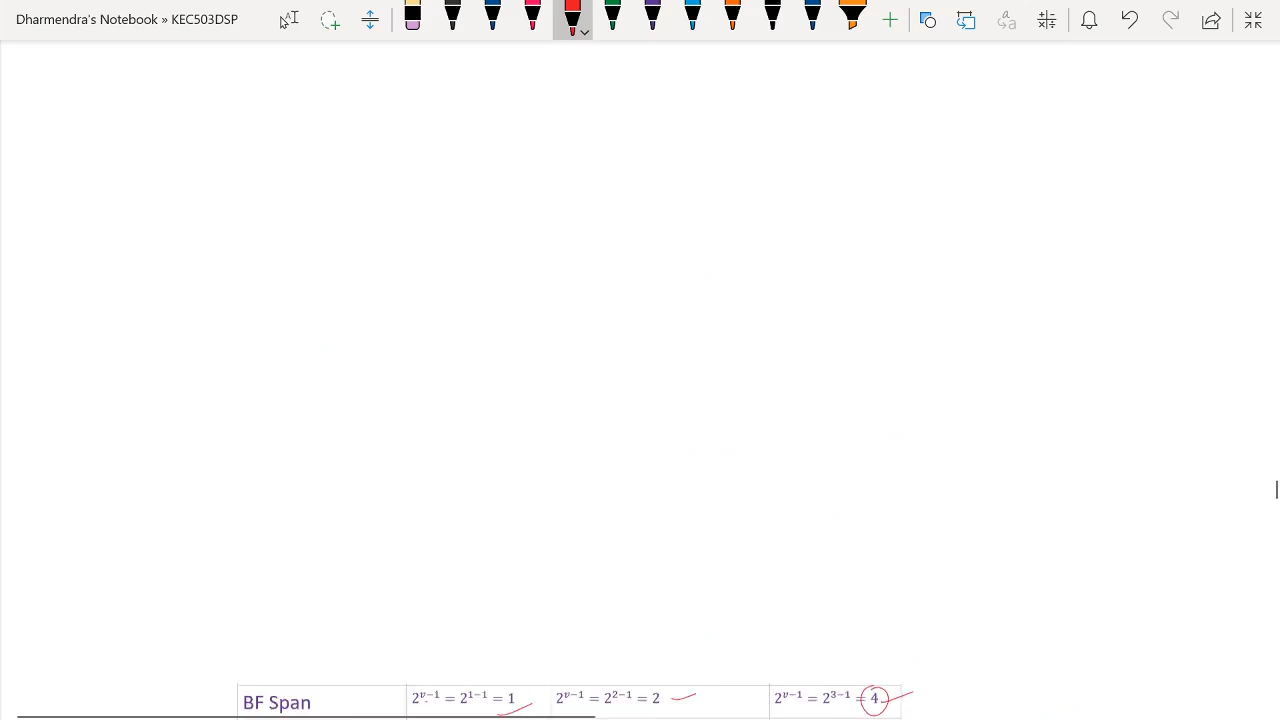 Dharmendra's Notebook » KEC503DSP
BF Span 2^{v−1} = 2^{1−1} = 1 2^{v−1} = 2^{2−1} = 2 2^{v−1} = 2^{3−1} = 4